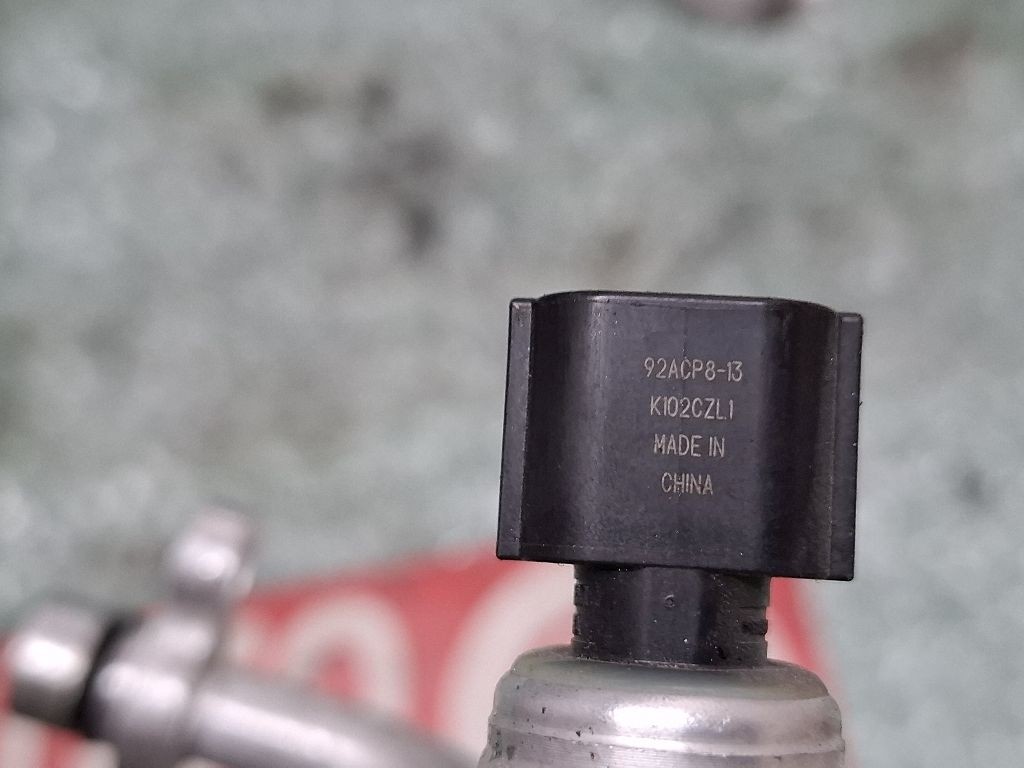 92ACP8-13
K102CZL1
MADE IN
CHINA